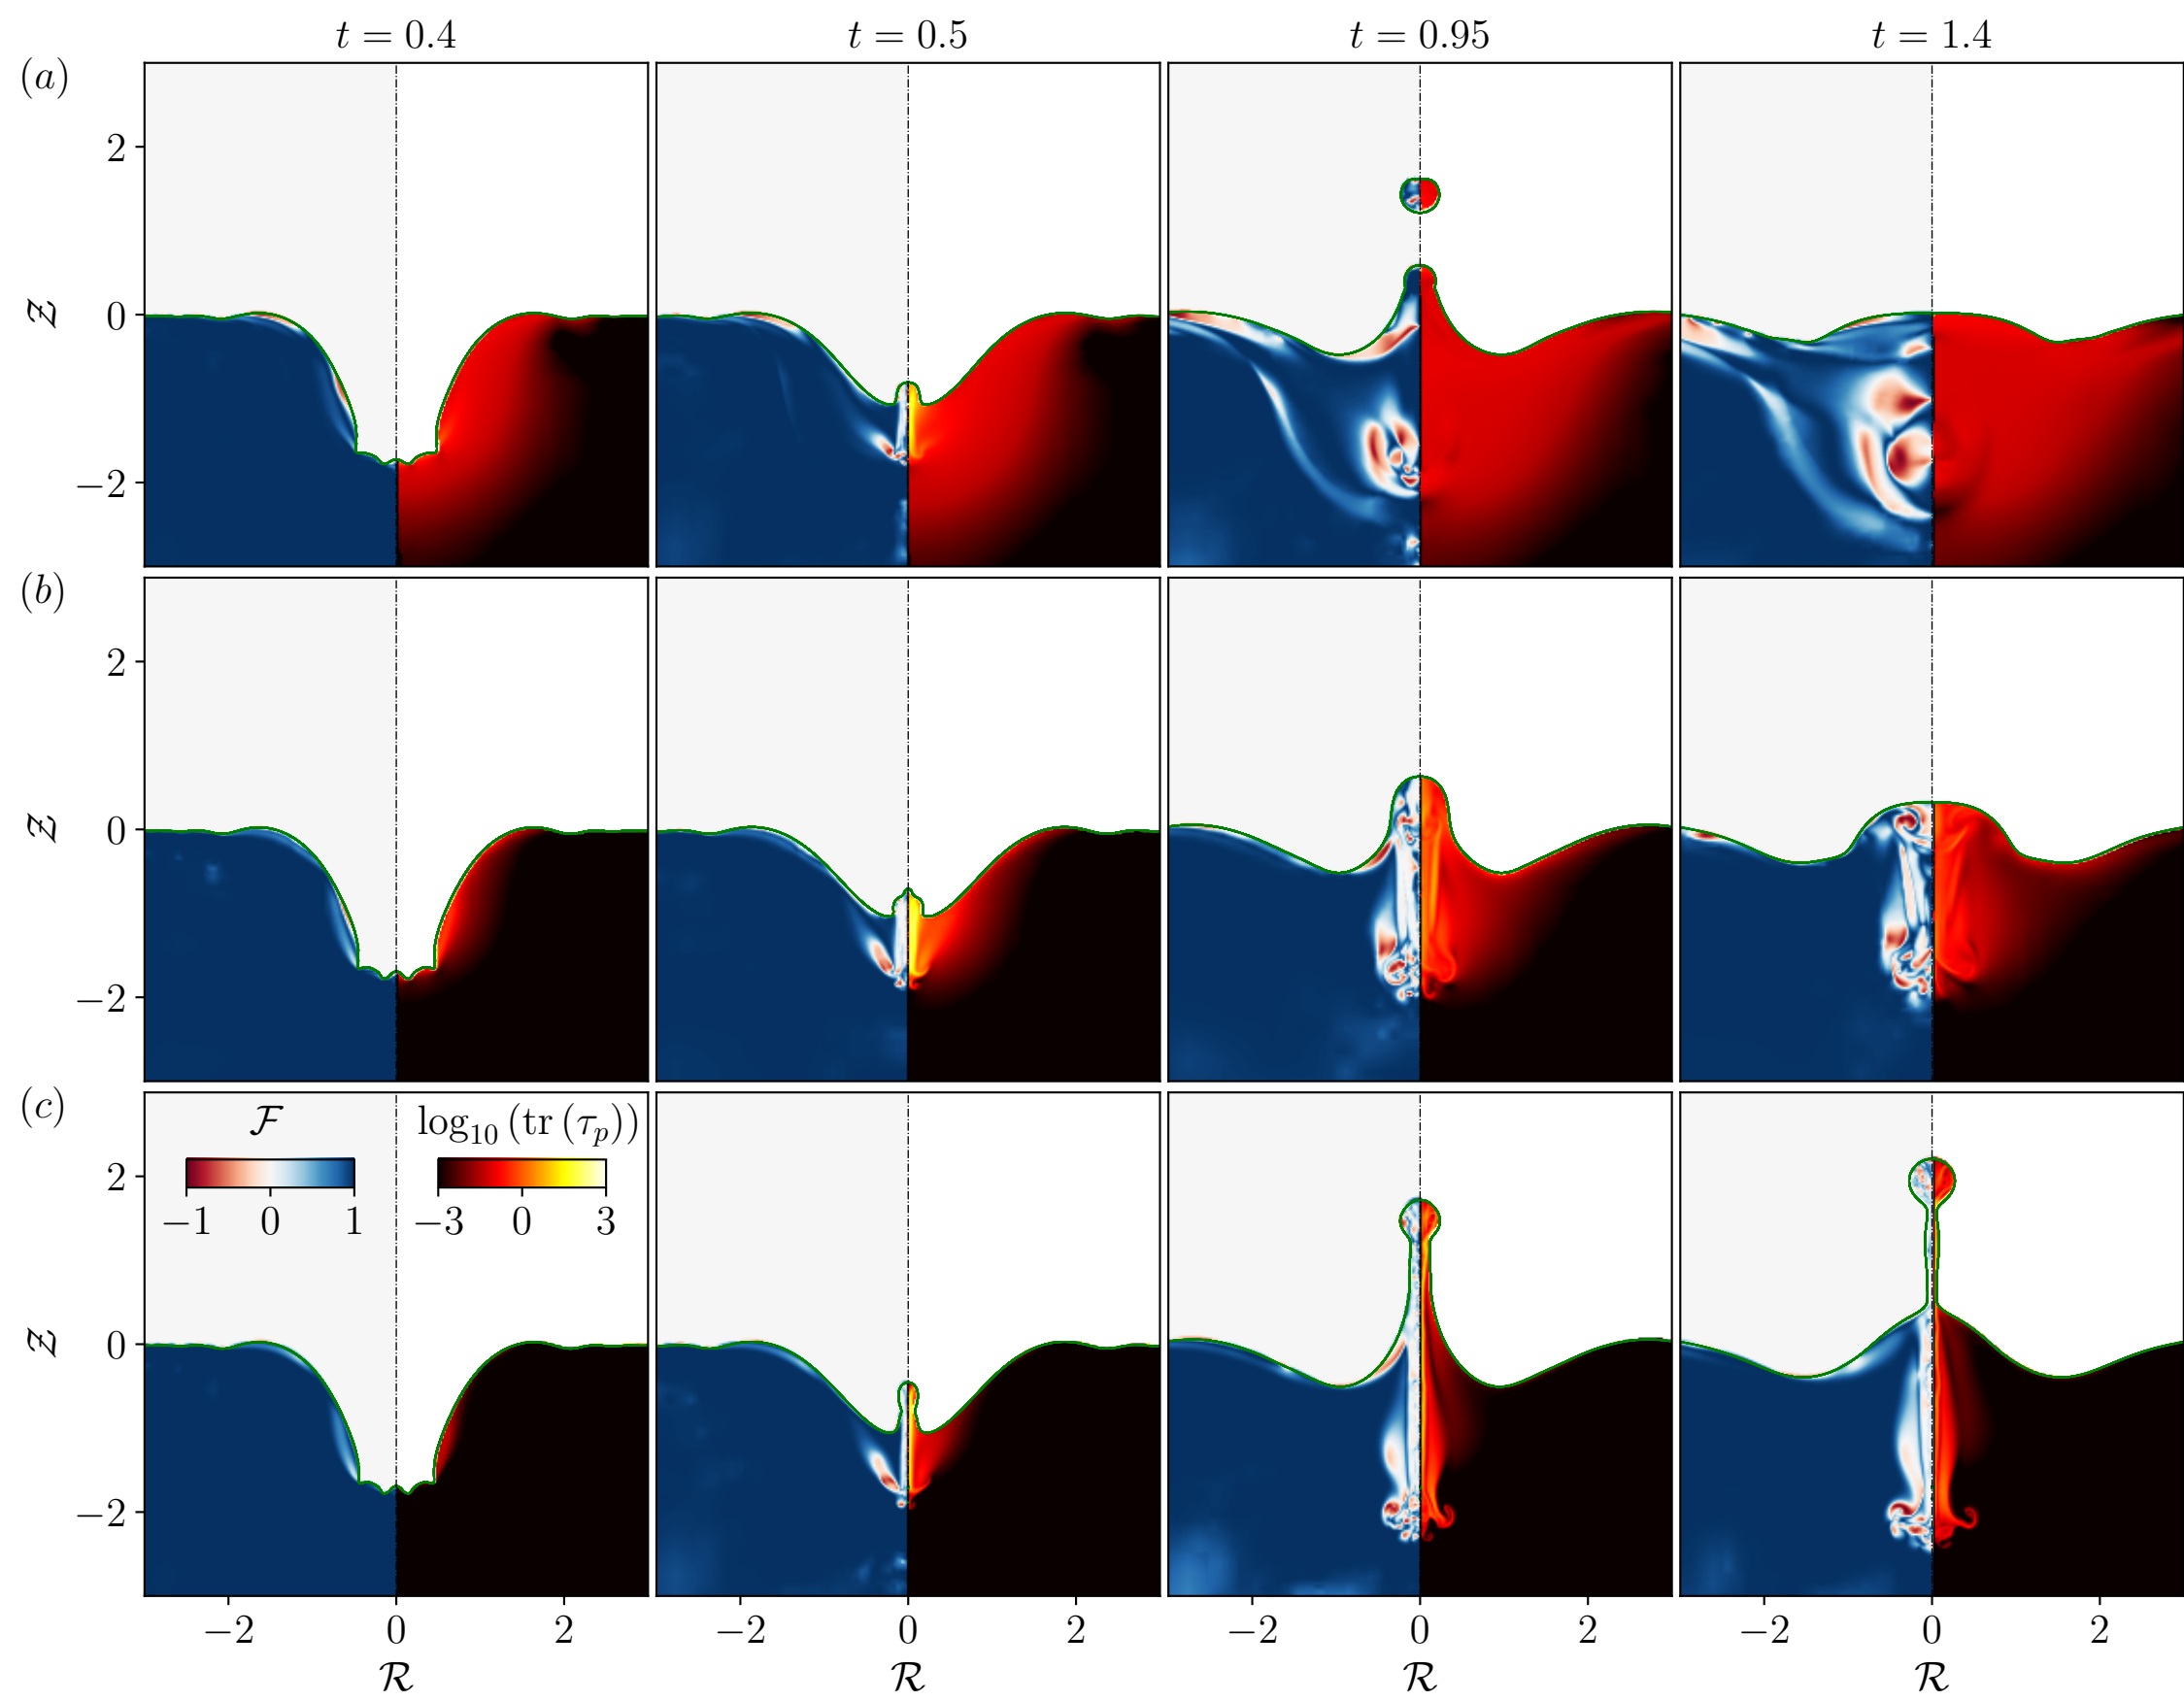 t = 0.4 t = 0.5 t = 0.95 t = 1.4
(a)
2
𝒵 0
−2
(b)
2
𝒵 0
−2
(c)
ℱ log₁₀ (tr (τₚ))
−1 0 1 −3 0 3
2
𝒵 0
−2
−2 0 2 −2 0 2 −2 0 2 −2 0 2
ℛ ℛ ℛ ℛ